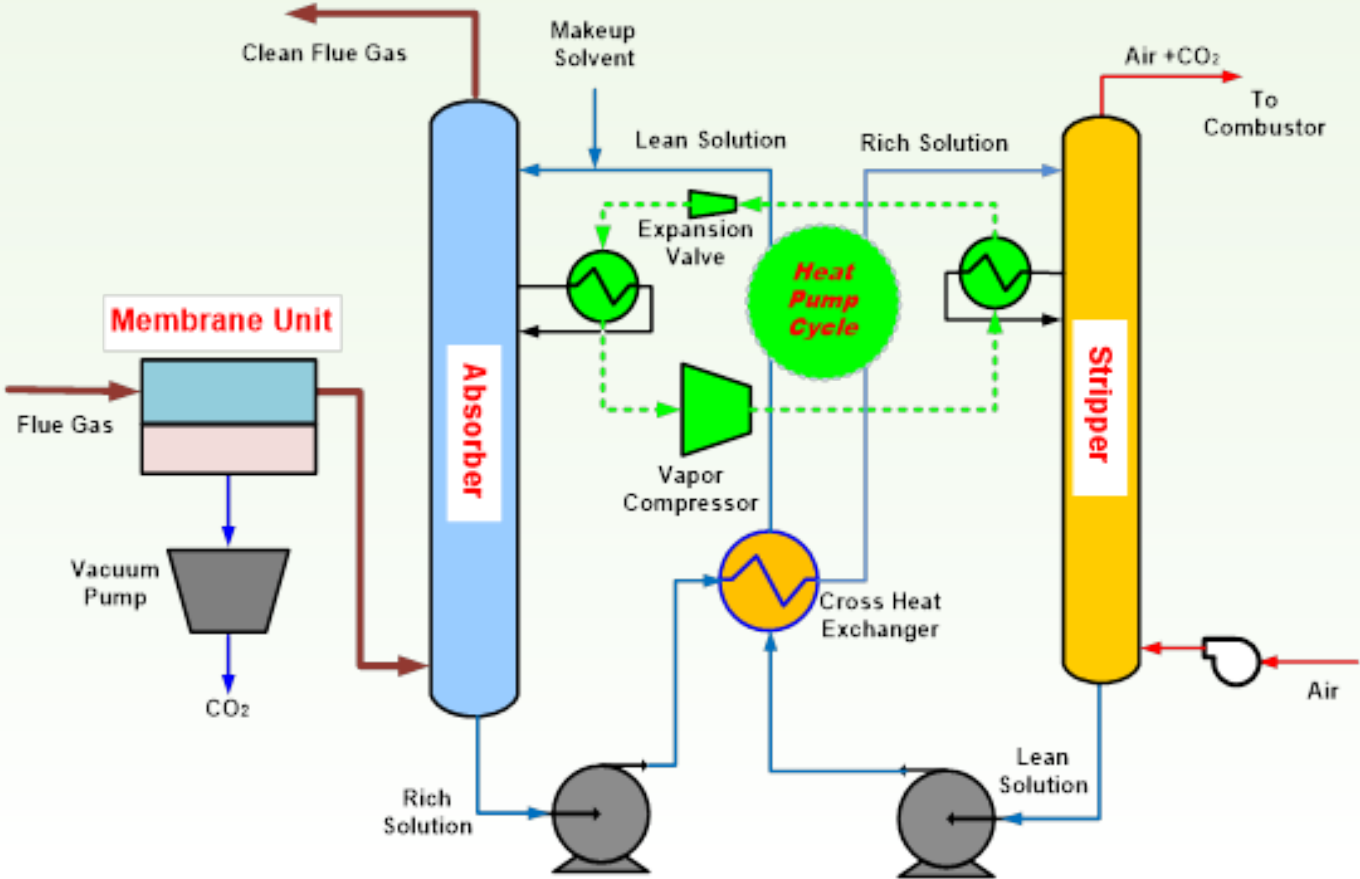 Clean Flue Gas
Makeup
Solvent
Air +CO₂
To
Combustor
Lean Solution
Rich Solution
Expansion
Valve
Heat
Pump
Cycle
Membrane Unit
Flue Gas
Absorber
Stripper
Vapor
Compressor
Vacuum
Pump
CO₂
Cross Heat
Exchanger
Air
Rich
Solution
Lean
Solution